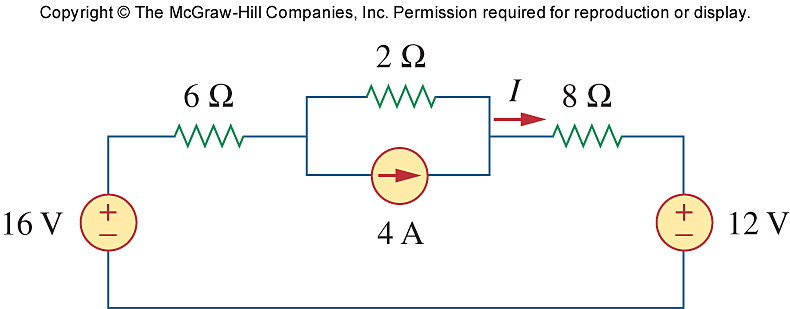 Copyright © The McGraw-Hill Companies, Inc. Permission required for reproduction or display.
2 Ω
6 Ω
I
8 Ω
16 V
+
−
4 A
+
−
12 V